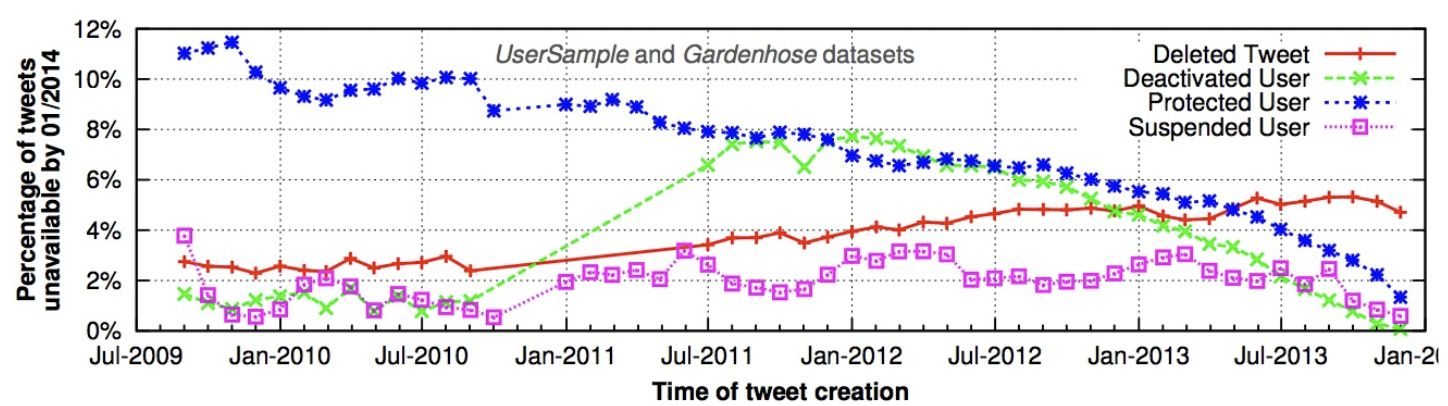 Percentage of tweets
unavailable by 01/2014
12%
10%
8%
6%
4%
2%
0%
UserSample and Gardenhose datasets
Deleted Tweet
Deactivated User
Protected User
Suspended User
Jul-2009 Jan-2010 Jul-2010 Jan-2011 Jul-2011 Jan-2012 Jul-2012 Jan-2013 Jul-2013 Jan-20
Time of tweet creation